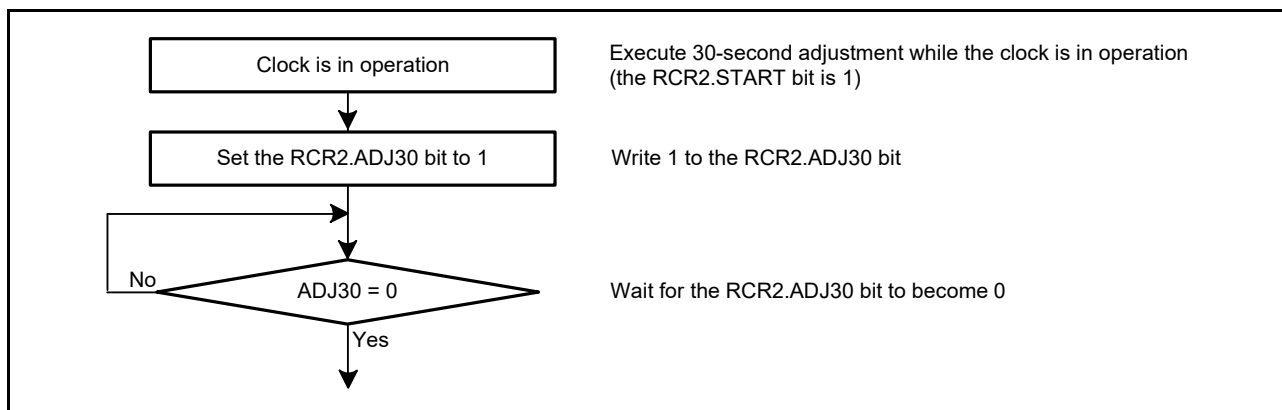 Clock is in operation
Execute 30-second adjustment while the clock is in operation
(the RCR2.START bit is 1)
Set the RCR2.ADJ30 bit to 1
Write 1 to the RCR2.ADJ30 bit
No
ADJ30 = 0
Wait for the RCR2.ADJ30 bit to become 0
Yes